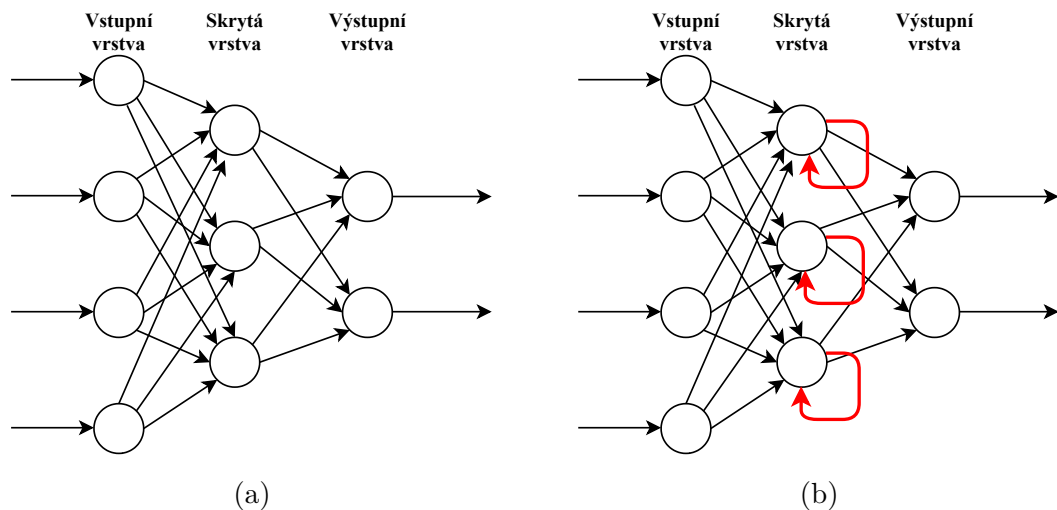 Vstupní
vrstva
Skrytá
vrstva
Výstupní
vrstva
Vstupní
vrstva
Skrytá
vrstva
Výstupní
vrstva
(a)
(b)